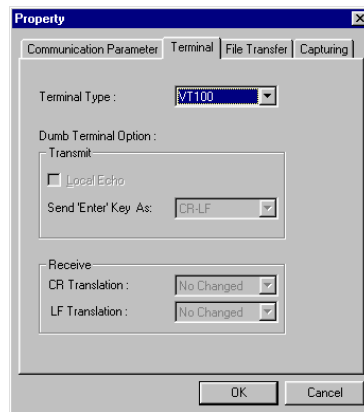 Property
Communication Parameter Terminal File Transfer Capturing
Terminal Type : VT100
Dumb Terminal Option :
Transmit
Local Echo
Send 'Enter' Key As: CR-LF
Receive
CR Translation : No Changed
LF Translation : No Changed
OK Cancel